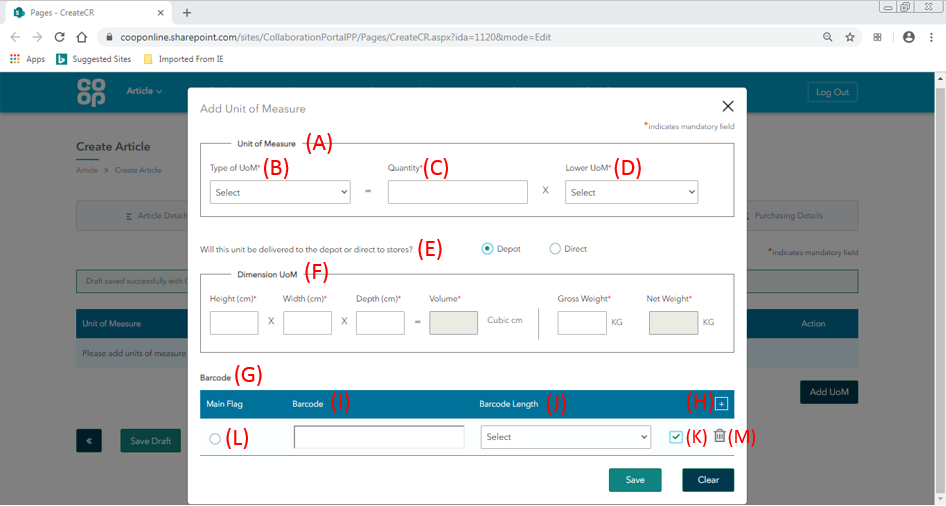 Pages - CreateCR
cooponline.sharepoint.com/sites/CollaborationPortalPP/Pages/CreateCR.aspx?ida=1120&mode=Edit
Apps Suggested Sites Imported From IE
co
op
Article
Log Out
Create Article
Article > Create Article
Article Details
Purchasing Details
*indicates mandatory field
Draft saved successfully with
Unit of Measure
Action
Please add units of measure
Add UoM
« Save Draft
Add Unit of Measure
*indicates mandatory field
Unit of Measure (A)
Type of UoM* (B) Quantity* (C) Lower UoM* (D)
Select = X Select
Will this unit be delivered to the depot or direct to stores? (E) Depot Direct
Dimension UoM (F)
Height (cm)* Width (cm)* Depth (cm)* Volume* Gross Weight* Net Weight*
X X = Cubic cm KG KG
Barcode (G)
Main Flag Barcode (I) Barcode Length (J) (H) +
(L) Select (K) (M)
Save Clear